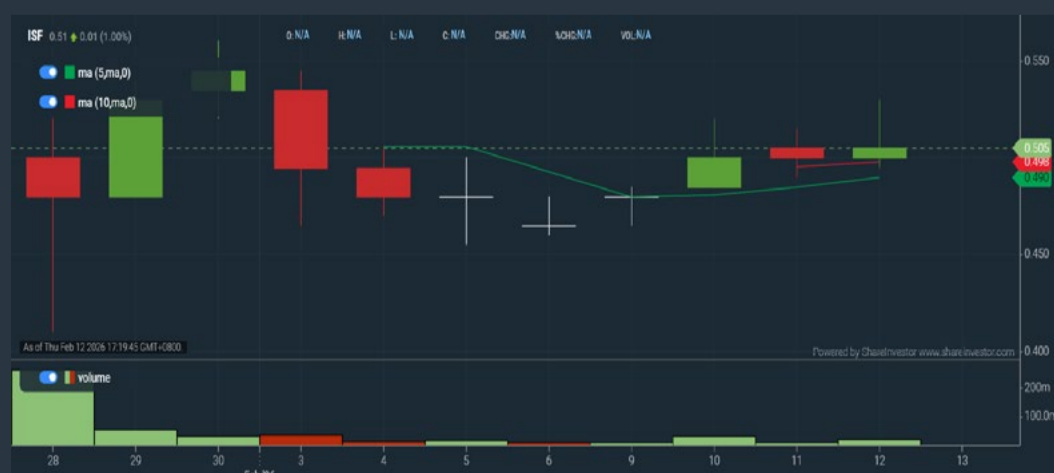 ISF 0.51 0.01 (1.00%) O: N/A H: N/A L: N/A C: N/A CHG: N/A %CHG: N/A VOL: N/A
ma (5,ma,0)
ma (10,ma,0)
0.550
0.505
0.498
0.490
0.450
0.400
As of Thu Feb 12 2026 17:19:45 GMT+0800
Powered by ShareInvestor www.shareinvestor.com
volume
200m
100.0m
28 29 30 3 4 5 6 9 10 11 12 13